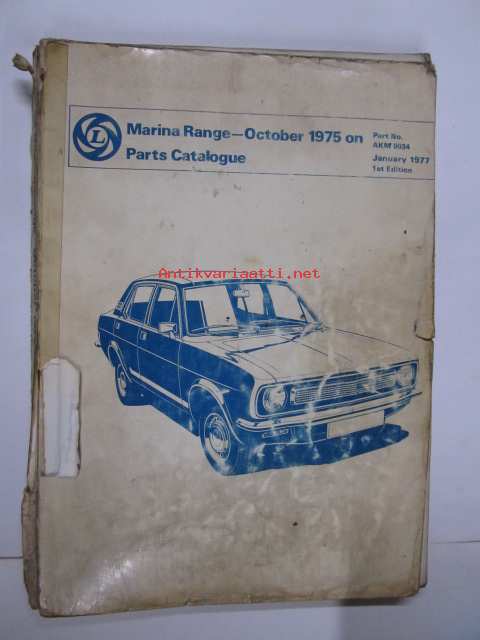 L
Marina Range—October 1975 on
Parts Catalogue
Part No.
AKM 0034
January 1977
1st Edition
Antikvariaatti.net